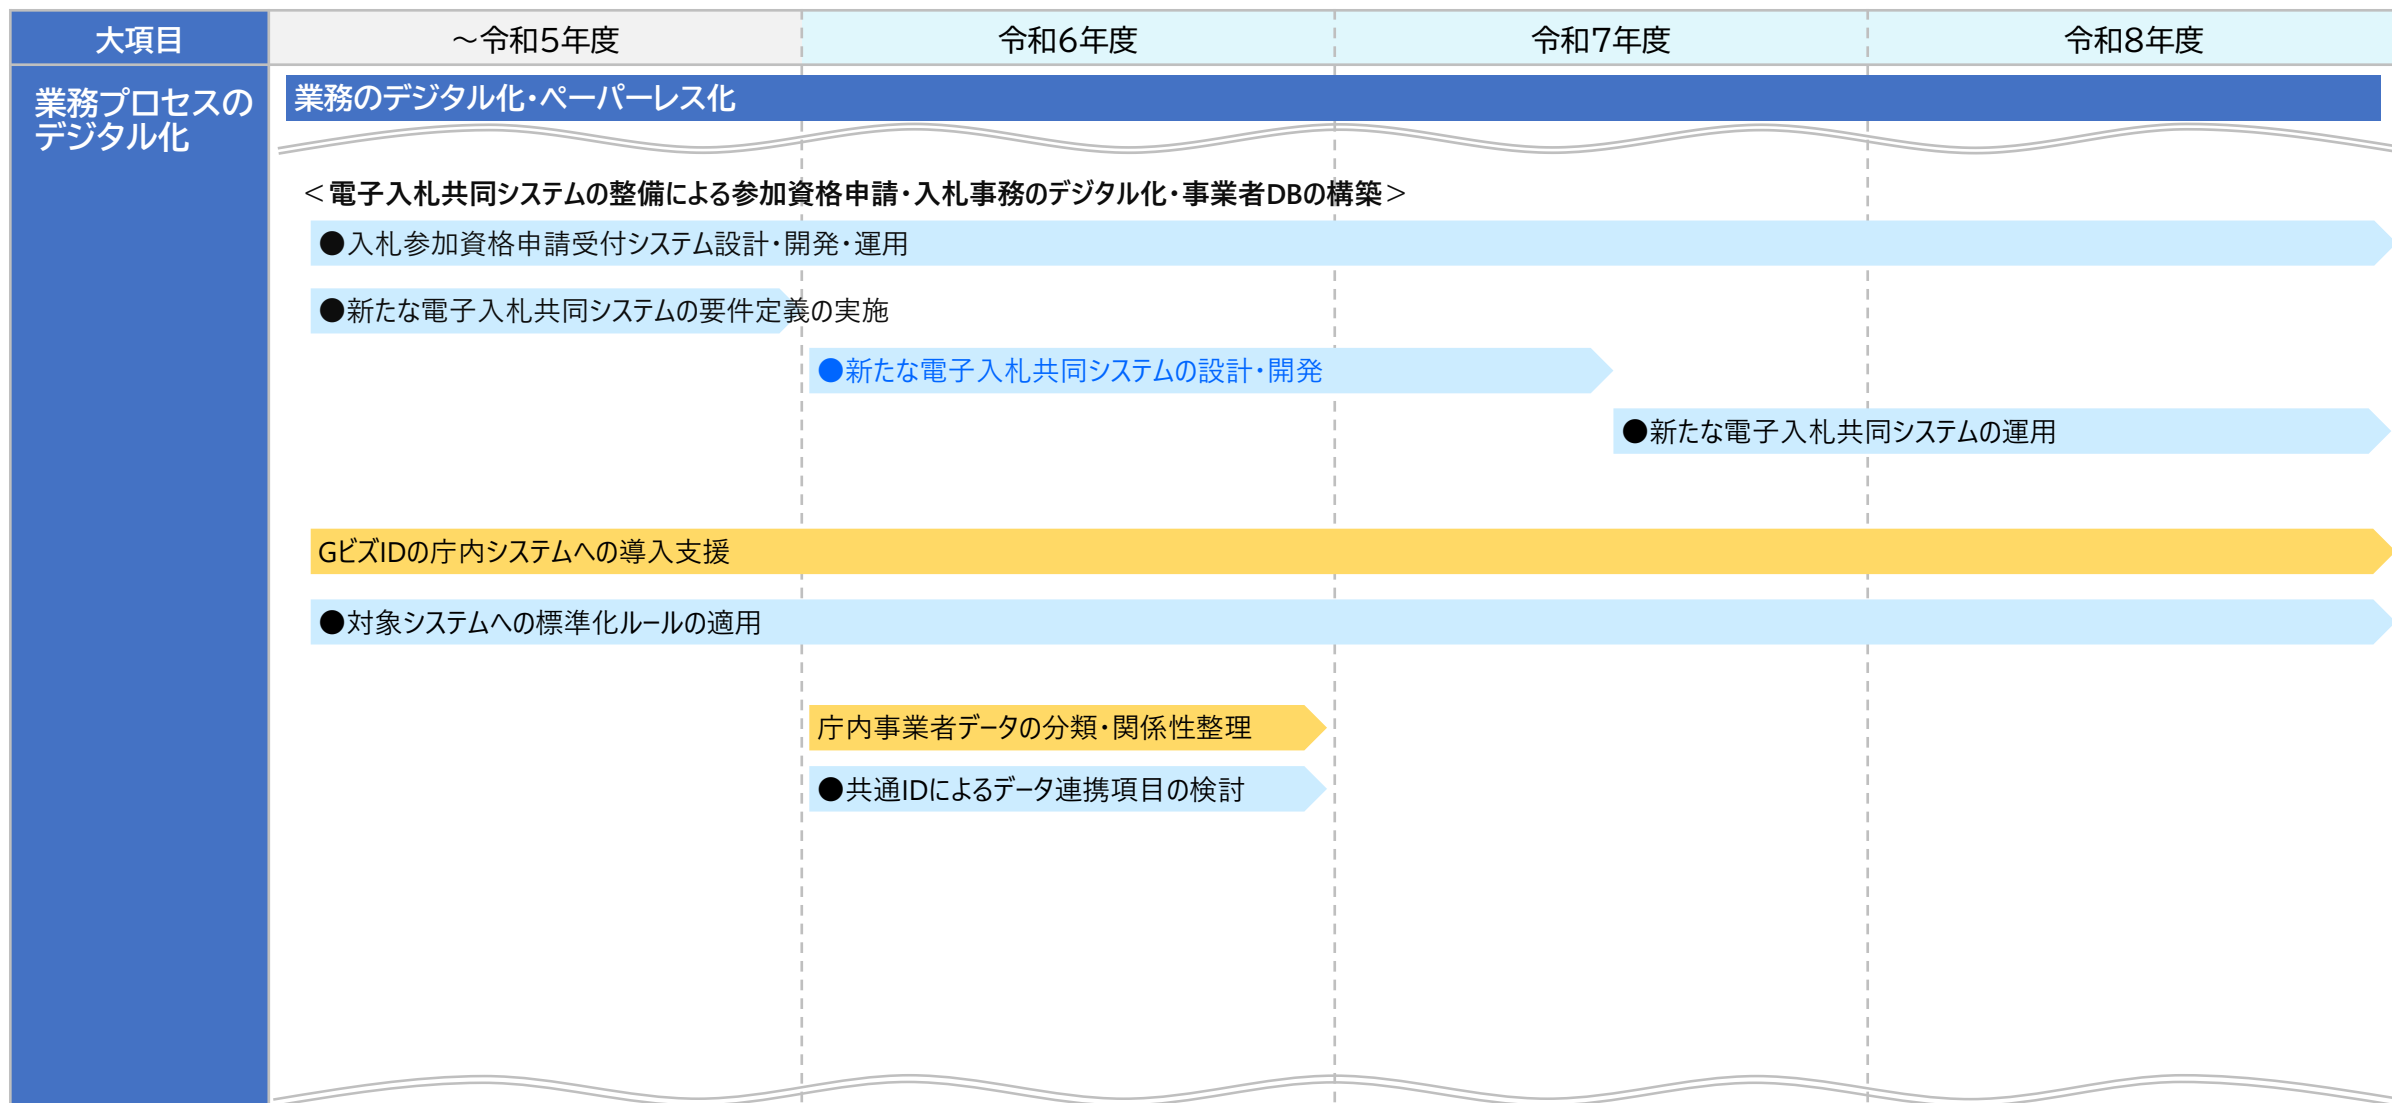 大項目
～令和5年度
令和6年度
令和7年度
令和8年度
業務プロセスの
デジタル化
業務のデジタル化・ペーパーレス化
＜電子入札共同システムの整備による参加資格申請・入札事務のデジタル化・事業者DBの構築＞
●入札参加資格申請受付システム設計・開発・運用
●新たな電子入札共同システムの要件定義の実施
●新たな電子入札共同システムの設計・開発
●新たな電子入札共同システムの運用
GビズIDの庁内システムへの導入支援
●対象システムへの標準化ルールの適用
庁内事業者データの分類・関係性整理
●共通IDによるデータ連携項目の検討